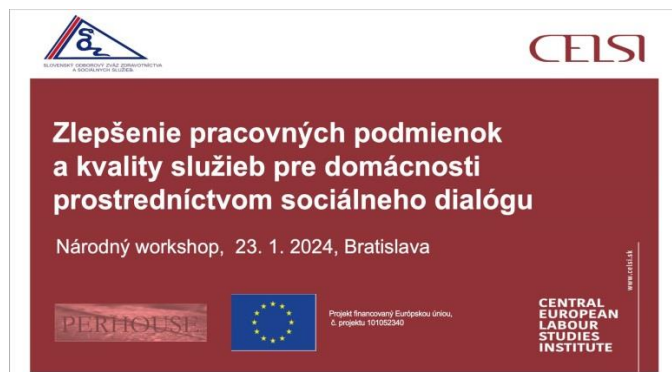 SLOVENSKÝ ODBOROVÝ ZVÄZ ZDRAVOTNÍCTVA
A SOCIÁLNYCH SLUŽIEB
CELSI
Zlepšenie pracovných podmienok
a kvality služieb pre domácnosti
prostredníctvom sociálneho dialógu
Národný workshop, 23. 1. 2024, Bratislava
PERHOUSE
Projekt financovaný Európskou úniou,
č. projektu 101052340
CENTRAL
EUROPEAN
LABOUR
STUDIES
INSTITUTE
www.celsi.sk